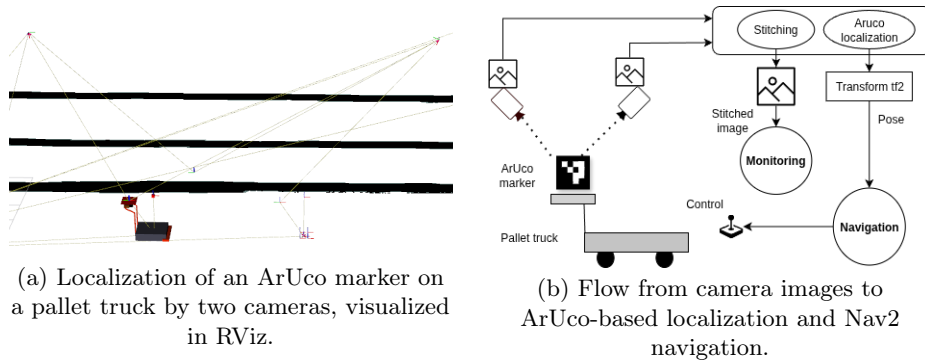 Stitching
Aruco
localization
Transform tf2
Stitched
image
Pose
Monitoring
ArUco
marker
Control
Pallet truck
Navigation
(a) Localization of an ArUco marker on
a pallet truck by two cameras, visualized
in RViz.
(b) Flow from camera images to
ArUco-based localization and Nav2
navigation.